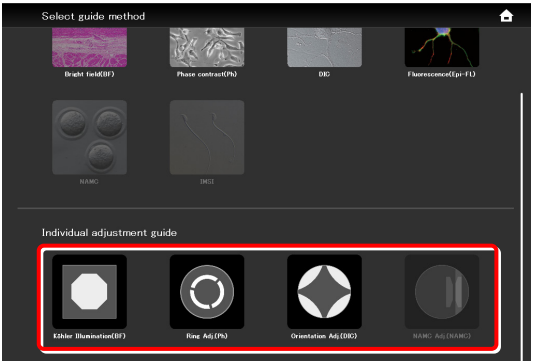 Select guide method
Bright field(BF)
Phase contrast(Ph)
DIC
Fluorescence(Epi-FL)
NAMC
IMSI
Individual adjustment guide
Köhler Illumination(BF)
Ring Adj.(Ph)
Orientation Adj.(DIC)
NAMC Adj.(NAMC)